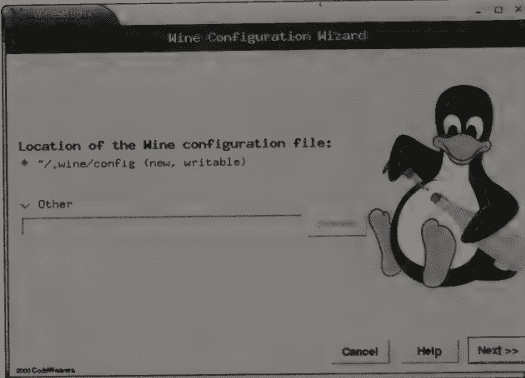 Wine Configuration Wizard
Location of the Wine configuration file:
~/.wine/config (new, writable)
Other
Cancel
Help
Next >>
2000 CodeWeavers